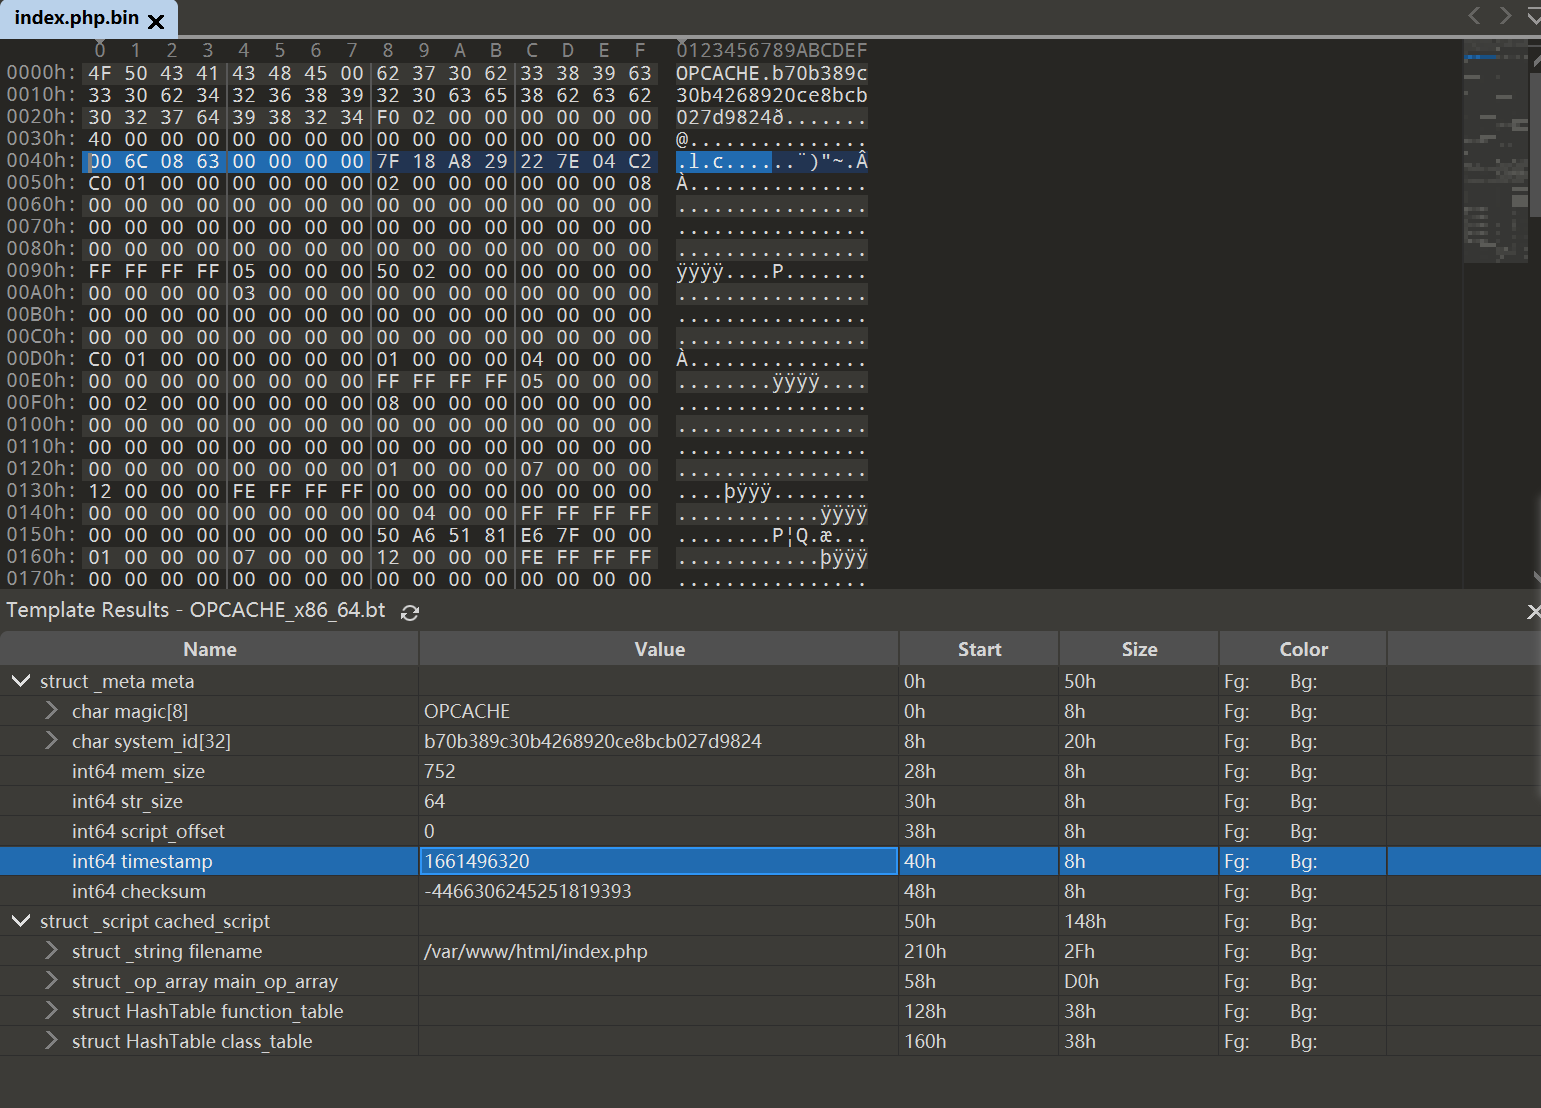 index.php.bin
0 1 2 3 4 5 6 7 8 9 A B C D E F 0123456789ABCDEF
0000h: 4F 50 43 41 43 48 45 00 62 37 30 62 33 38 39 63 OPCACHE.b70b389c
0010h: 33 30 62 34 32 36 38 39 32 30 63 65 38 62 63 62 30b4268920ce8bcb
0020h: 30 32 37 64 39 38 32 34 F0 02 00 00 00 00 00 00 027d9824ð.......
0030h: 40 00 00 00 00 00 00 00 00 00 00 00 00 00 00 00 @...............
0040h: 00 6C 08 63 00 00 00 00 7F 18 A8 29 22 7E 04 C2 .l.c......¨)"~.Â
0050h: C0 01 00 00 00 00 00 00 02 00 00 00 00 00 00 08 À...............
0060h: 00 00 00 00 00 00 00 00 00 00 00 00 00 00 00 00 ................
0070h: 00 00 00 00 00 00 00 00 00 00 00 00 00 00 00 00 ................
0080h: 00 00 00 00 00 00 00 00 00 00 00 00 00 00 00 00 ................
0090h: FF FF FF FF 05 00 00 00 50 02 00 00 00 00 00 00 ÿÿÿÿ....P.......
00A0h: 00 00 00 00 03 00 00 00 00 00 00 00 00 00 00 00 ................
00B0h: 00 00 00 00 00 00 00 00 00 00 00 00 00 00 00 00 ................
00C0h: 00 00 00 00 00 00 00 00 00 00 00 00 00 00 00 00 ................
00D0h: C0 01 00 00 00 00 00 00 01 00 00 00 04 00 00 00 À...............
00E0h: 00 00 00 00 00 00 00 00 FF FF FF FF 05 00 00 00 ........ÿÿÿÿ....
00F0h: 00 02 00 00 00 00 00 00 08 00 00 00 00 00 00 00 ................
0100h: 00 00 00 00 00 00 00 00 00 00 00 00 00 00 00 00 ................
0110h: 00 00 00 00 00 00 00 00 00 00 00 00 00 00 00 00 ................
0120h: 00 00 00 00 00 00 00 00 01 00 00 00 07 00 00 00 ................
0130h: 12 00 00 00 FE FF FF FF 00 00 00 00 00 00 00 00 ....þÿÿÿ........
0140h: 00 00 00 00 00 00 00 00 00 04 00 00 FF FF FF FF ............ÿÿÿÿ
0150h: 00 00 00 00 00 00 00 00 50 A6 51 81 E6 7F 00 00 ........P¦Q.æ...
0160h: 01 00 00 00 07 00 00 00 12 00 00 00 FE FF FF FF ............þÿÿÿ
0170h: 00 00 00 00 00 00 00 00 00 00 00 00 00 00 00 00 ................
Template Results - OPCACHE_x86_64.bt
Name Value Start Size Color
struct _meta meta 0h 50h Fg: Bg:
char magic[8] OPCACHE 0h 8h Fg: Bg:
char system_id[32] b70b389c30b4268920ce8bcb027d9824 8h 20h Fg: Bg:
int64 mem_size 752 28h 8h Fg: Bg:
int64 str_size 64 30h 8h Fg: Bg:
int64 script_offset 0 38h 8h Fg: Bg:
int64 timestamp 1661496320 40h 8h Fg: Bg:
int64 checksum -4466306245251819393 48h 8h Fg: Bg:
struct _script cached_script 50h 148h Fg: Bg:
struct _string filename /var/www/html/index.php 210h 2Fh Fg: Bg:
struct _op_array main_op_array 58h D0h Fg: Bg:
struct HashTable function_table 128h 38h Fg: Bg:
struct HashTable class_table 160h 38h Fg: Bg: